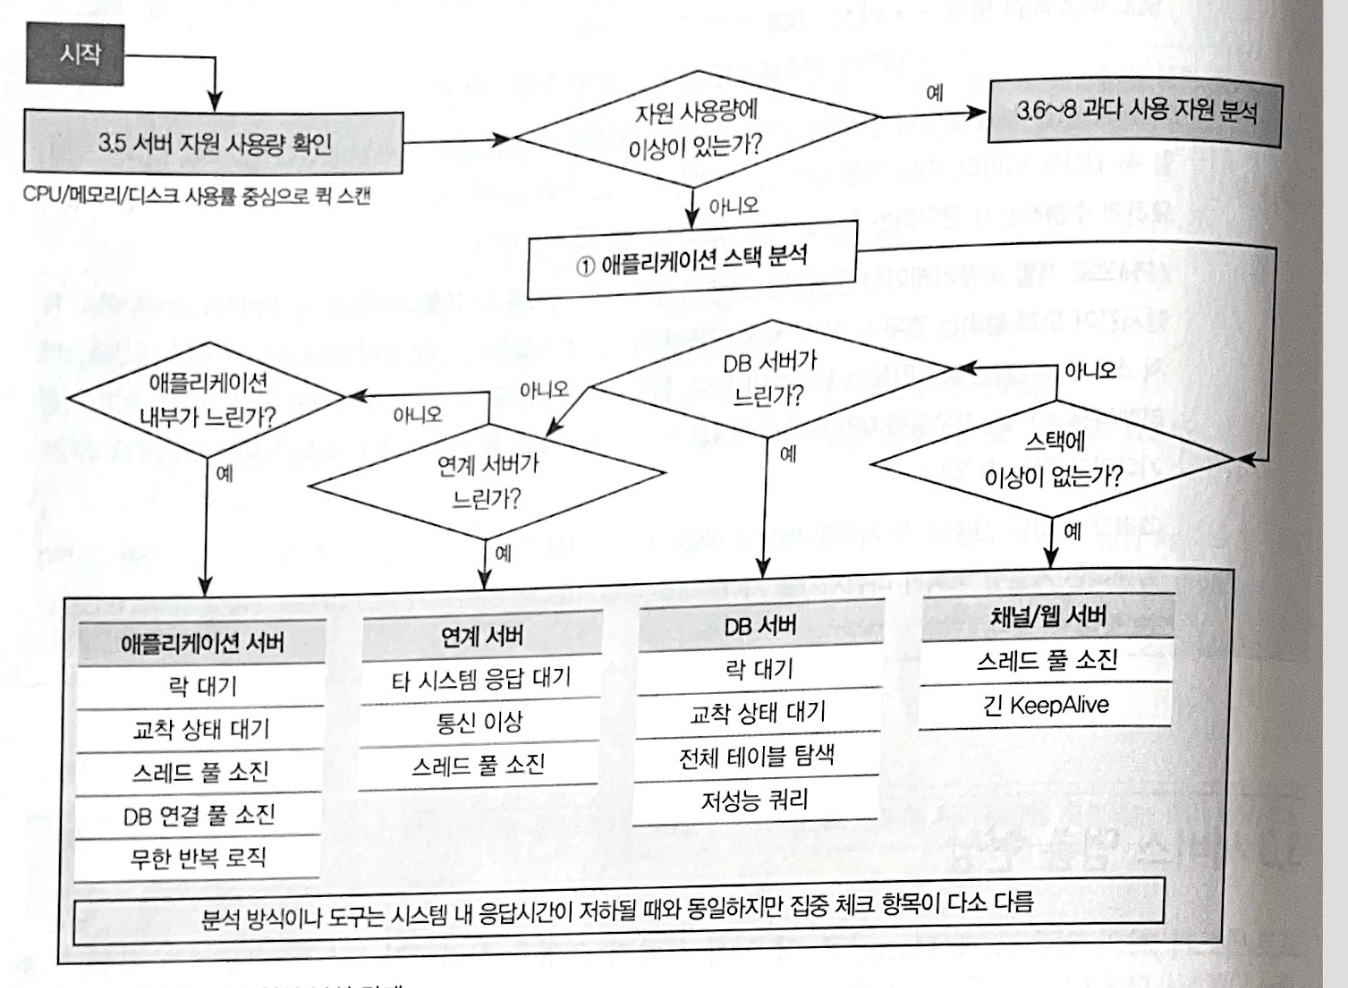 시작
3.5 서버 자원 사용량 확인
CPU/메모리/디스크 사용률 중심으로 퀵 스캔
자원 사용량에
이상이 있는가?
예
3.6~8 과다 사용 자원 분석
아니오
① 애플리케이션 스택 분석
스택에
이상이 없는가?
아니오
예
DB 서버가
느린가?
아니오
예
연계 서버가
느린가?
아니오
예
애플리케이션
내부가 느린가?
예
애플리케이션 서버
락 대기
교착 상태 대기
스레드 풀 소진
DB 연결 풀 소진
무한 반복 로직
연계 서버
타 시스템 응답 대기
통신 이상
스레드 풀 소진
DB 서버
락 대기
교착 상태 대기
전체 테이블 탐색
저성능 쿼리
채널/웹 서버
스레드 풀 소진
긴 KeepAlive
분석 방식이나 도구는 시스템 내 응답시간이 저하될 때와 동일하지만 집중 체크 항목이 다소 다름